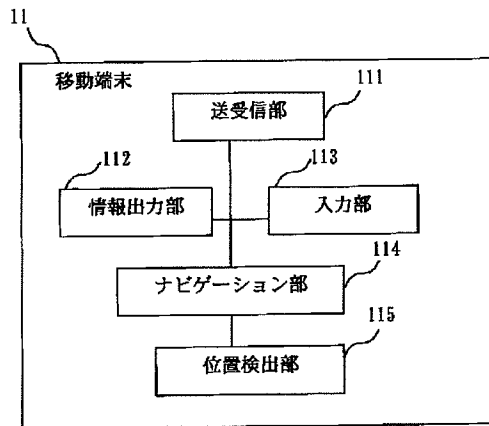 11
移動端末
111
送受信部
112
113
情報出力部
入力部
114
ナビゲーション部
115
位置検出部